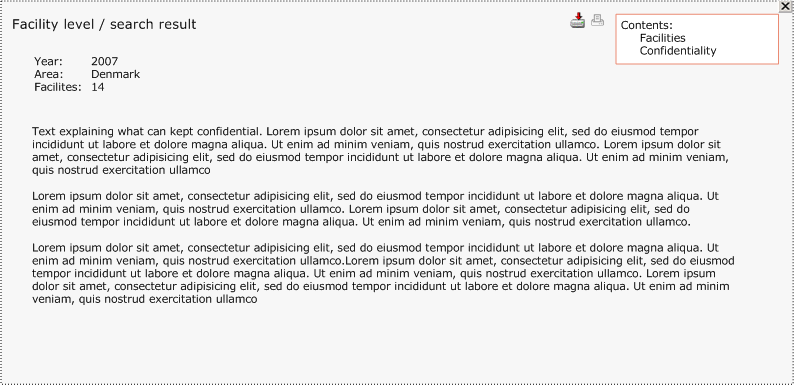 Facility level / search result
Contents:
Facilities
Confidentiality
Year: 2007
Area: Denmark
Facilites: 14
Text explaining what can kept confidential. Lorem ipsum dolor sit amet, consectetur adipisicing elit, sed do eiusmod tempor
incididunt ut labore et dolore magna aliqua. Ut enim ad minim veniam, quis nostrud exercitation ullamco. Lorem ipsum dolor sit
amet, consectetur adipisicing elit, sed do eiusmod tempor incididunt ut labore et dolore magna aliqua. Ut enim ad minim veniam,
quis nostrud exercitation ullamco
Lorem ipsum dolor sit amet, consectetur adipisicing elit, sed do eiusmod tempor incididunt ut labore et dolore magna aliqua. Ut
enim ad minim veniam, quis nostrud exercitation ullamco. Lorem ipsum dolor sit amet, consectetur adipisicing elit, sed do
eiusmod tempor incididunt ut labore et dolore magna aliqua. Ut enim ad minim veniam, quis nostrud exercitation ullamco.
Lorem ipsum dolor sit amet, consectetur adipisicing elit, sed do eiusmod tempor incididunt ut labore et dolore magna aliqua. Ut
enim ad minim veniam, quis nostrud exercitation ullamco.Lorem ipsum dolor sit amet, consectetur adipisicing elit, sed do eiusmod
tempor incididunt ut labore et dolore magna aliqua. Ut enim ad minim veniam, quis nostrud exercitation ullamco. Lorem ipsum
dolor sit amet, consectetur adipisicing elit, sed do eiusmod tempor incididunt ut labore et dolore magna aliqua. Ut enim ad minim
veniam, quis nostrud exercitation ullamco